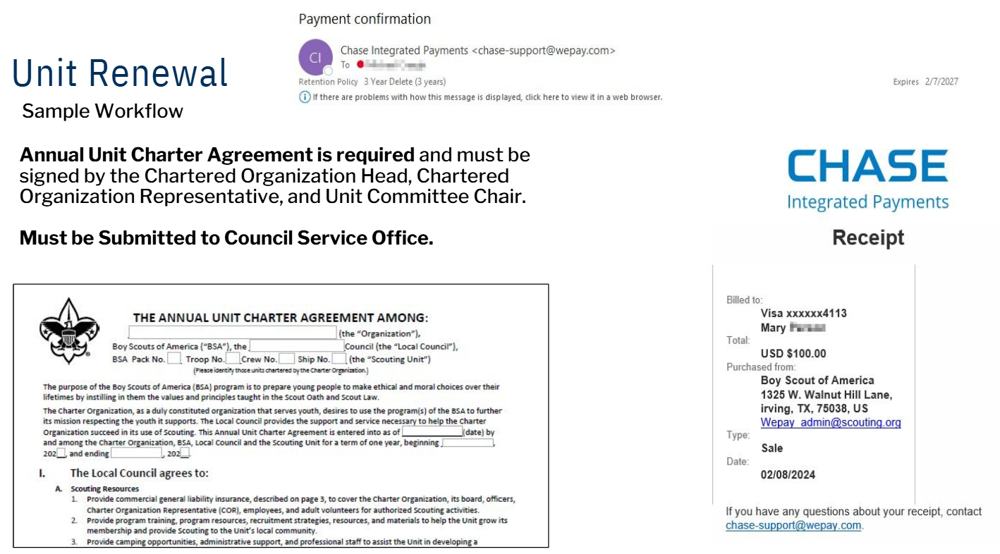 Payment confirmation
CI
Chase Integrated Payments <chase-support@wepay.com>
To
Retention Policy 3 Year Delete (3 years)
Expires 2/7/2027
If there are problems with how this message is displayed, click here to view it in a web browser.
Unit Renewal
Sample Workflow
Annual Unit Charter Agreement is required and must be
signed by the Chartered Organization Head, Chartered
Organization Representative, and Unit Committee Chair.
Must be Submitted to Council Service Office.
THE ANNUAL UNIT CHARTER AGREEMENT AMONG:
(the “Organization”),
Boy Scouts of America (“BSA”), the Council (the “Local Council”),
BSA Pack No. Troop No. Crew No. Ship No. (the “Scouting Unit”)
(Please identify those units chartered by the Charter Organization.)
The purpose of the Boy Scouts of America (BSA) program is to prepare young people to make ethical and moral choices over their
lifetimes by instilling in them the values and principles taught in the Scout Oath and Scout Law.
The Charter Organization, as a duly constituted organization that serves youth, desires to use the program(s) of the BSA to further
its mission respecting the youth it supports. The Local Council provides the support and service necessary to help the Charter
Organization succeed in its use of Scouting. This Annual Unit Charter Agreement is entered into as of (date) by
and among the Charter Organization, BSA, Local Council and the Scouting Unit for a term of one year, beginning ,
202 , and ending , 202 .
I. The Local Council agrees to:
A. Scouting Resources
1. Provide commercial general liability insurance, described on page 3, to cover the Charter Organization, its board, officers,
Charter Organization Representative (COR), employees, and adult volunteers for authorized Scouting activities.
2. Provide program training, program resources, recruitment strategies, resources, and materials to help the Unit grow its
membership and provide Scouting to the Unit's local community.
3. Provide camping opportunities, administrative support, and professional staff to assist the Unit in developing a
CHASE
Integrated Payments
Receipt
Billed to:
Visa xxxxxx4113
Mary
Total:
USD $100.00
Purchased from:
Boy Scout of America
1325 W. Walnut Hill Lane,
irving, TX, 75038, US
Wepay_admin@scouting.org
Type:
Sale
Date:
02/08/2024
If you have any questions about your receipt, contact
chase-support@wepay.com.